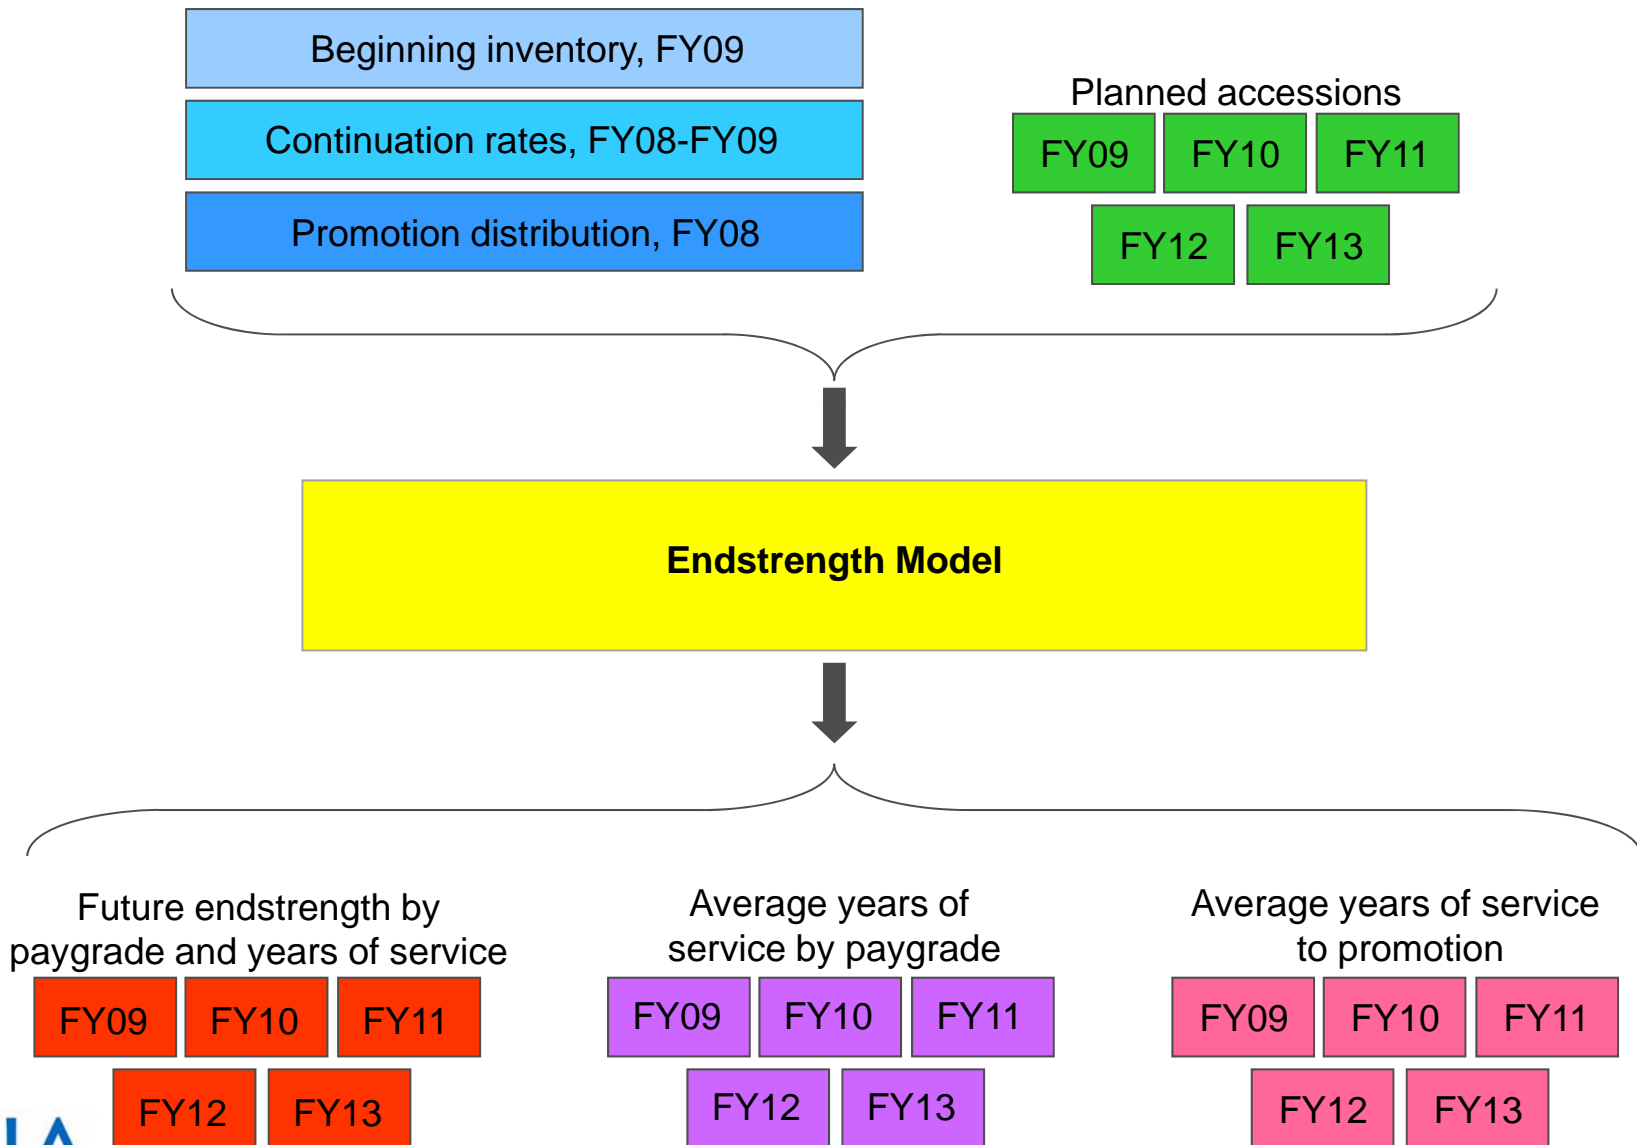 Beginning inventory, FY09
Continuation rates, FY08-FY09
Promotion distribution, FY08
Planned accessions
FY09 FY10 FY11
FY12 FY13
Endstrength Model
Future endstrength by
paygrade and years of service
FY09 FY10 FY11
FY12 FY13
Average years of
service by paygrade
FY09 FY10 FY11
FY12 FY13
Average years of service
to promotion
FY09 FY10 FY11
FY12 FY13